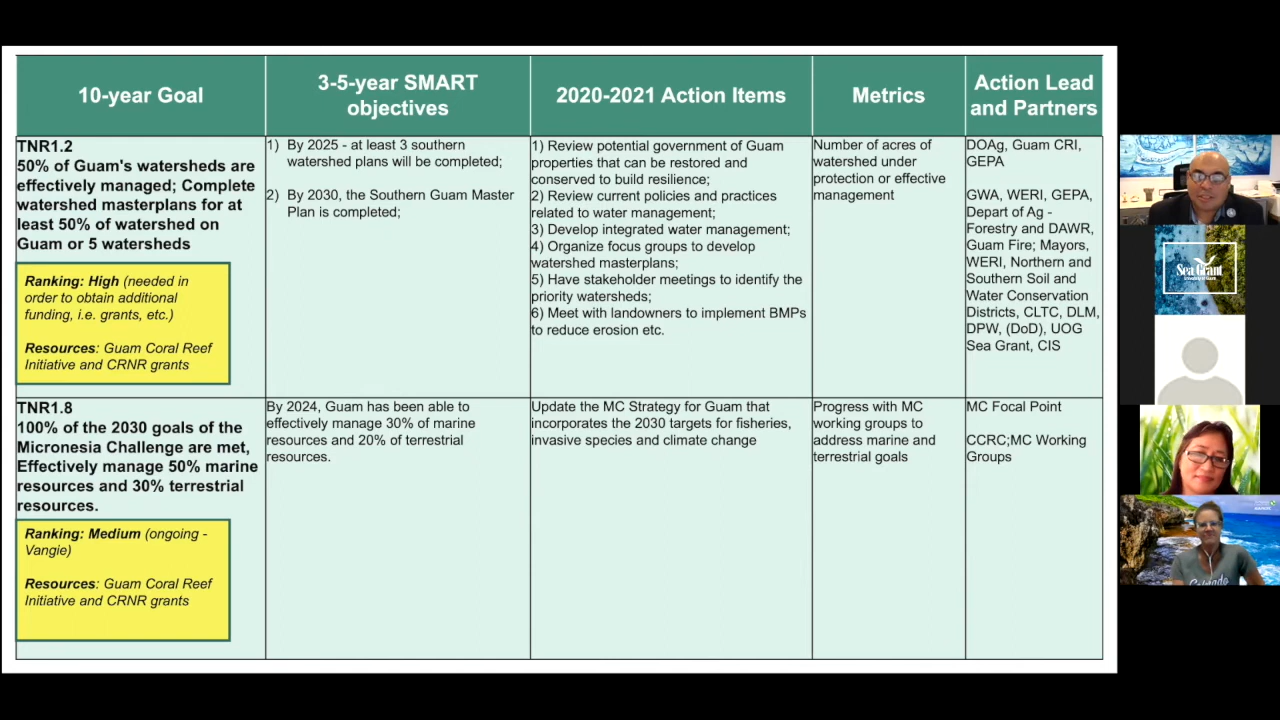 10-year Goal
3-5-year SMART
objectives
2020-2021 Action Items
Metrics
Action Lead
and Partners
TNR1.2
50% of Guam's watersheds are
effectively managed; Complete
watershed masterplans for at
least 50% of watershed on
Guam or 5 watersheds
Ranking: High (needed in
order to obtain additional
funding, i.e. grants, etc.)
Resources: Guam Coral Reef
Initiative and CRNR grants
1) By 2025 - at least 3 southern
watershed plans will be completed;
2) By 2030, the Southern Guam Master
Plan is completed;
1) Review potential government of Guam
properties that can be restored and
conserved to build resilience;
2) Review current policies and practices
related to water management;
3) Develop integrated water management;
4) Organize focus groups to develop
watershed masterplans;
5) Have stakeholder meetings to identify the
priority watersheds;
6) Meet with landowners to implement BMPs
to reduce erosion etc.
Number of acres of
watershed under
protection or effective
management
DOAg, Guam CRI,
GEPA
GWA, WERI, GEPA,
Depart of Ag -
Forestry and DAWR,
Guam Fire; Mayors,
WERI, Northern and
Southern Soil and
Water Conservation
Districts, CLTC, DLM,
DPW, (DoD), UOG
Sea Grant, CIS
TNR1.8
100% of the 2030 goals of the
Micronesia Challenge are met,
Effectively manage 50% marine
resources and 30% terrestrial
resources.
Ranking: Medium (ongoing -
Vangie)
Resources: Guam Coral Reef
Initiative and CRNR grants
By 2024, Guam has been able to
effectively manage 30% of marine
resources and 20% of terrestrial
resources.
Update the MC Strategy for Guam that
incorporates the 2030 targets for fisheries,
invasive species and climate change
Progress with MC
working groups to
address marine and
terrestrial goals
MC Focal Point
CCRC;MC Working
Groups
Sea Grant